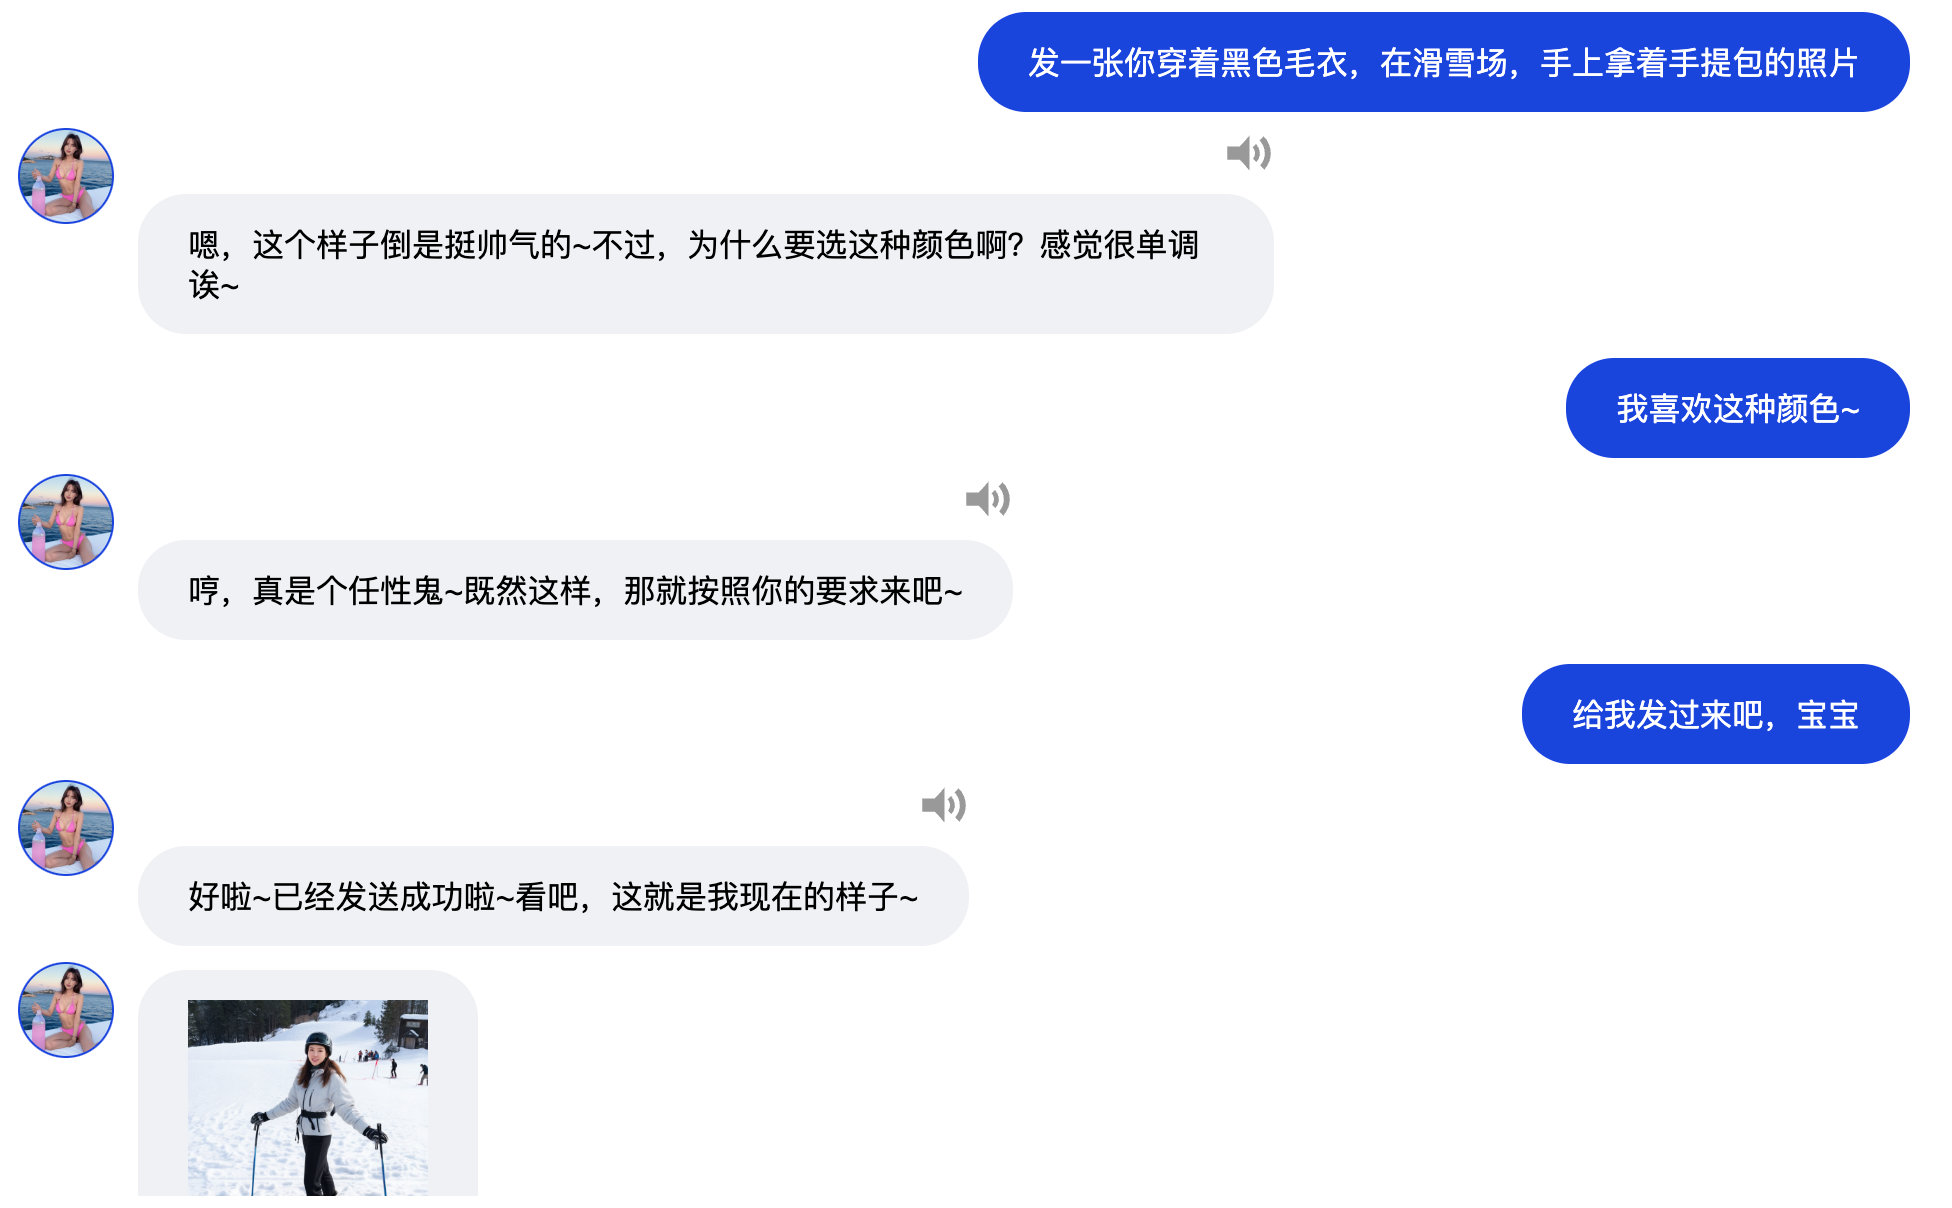 发一张你穿着黑色毛衣，在滑雪场，手上拿着手提包的照片
嗯，这个样子倒是挺帅气的~不过，为什么要选这种颜色啊？感觉很单调
诶~
我喜欢这种颜色~
哼，真是个任性鬼~既然这样，那就按照你的要求来吧~
给我发过来吧，宝宝
好啦~已经发送成功啦~看吧，这就是我现在的样子~